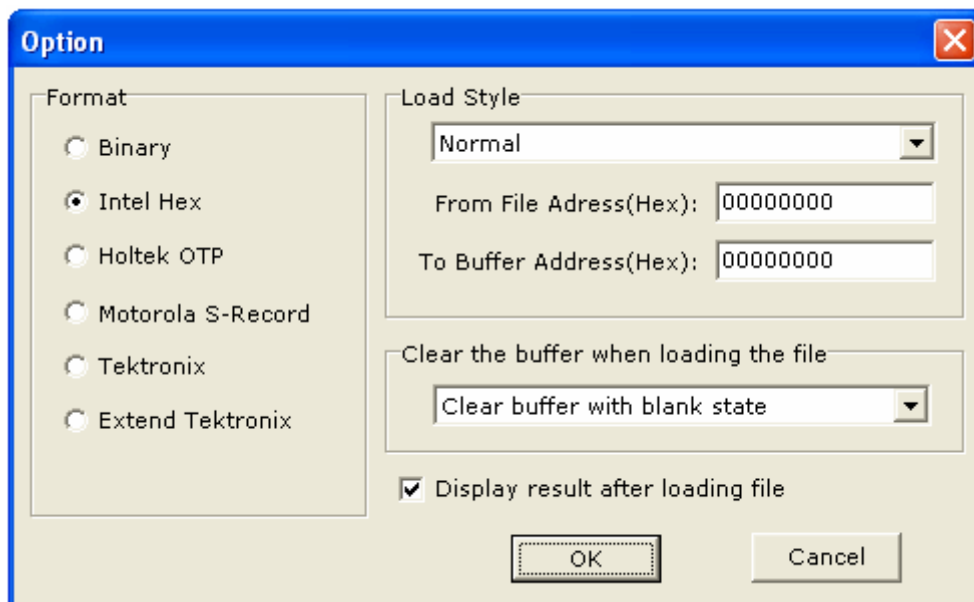 Option
Format
Binary
Intel Hex
Holtek OTP
Motorola S-Record
Tektronix
Extend Tektronix
Load Style
Normal
From File Adress(Hex): 00000000
To Buffer Address(Hex): 00000000
Clear the buffer when loading the file
Clear buffer with blank state
Display result after loading file
OK
Cancel